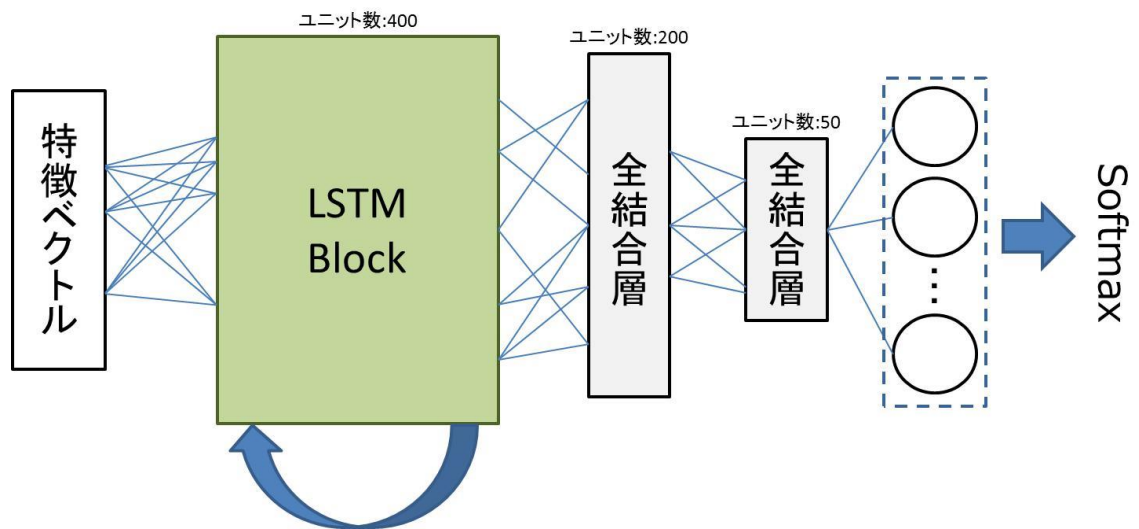 ユニット数:400
ユニット数:200
ユニット数:50
特徴ベクトル
LSTM
Block
全結合層
全結合層
Softmax